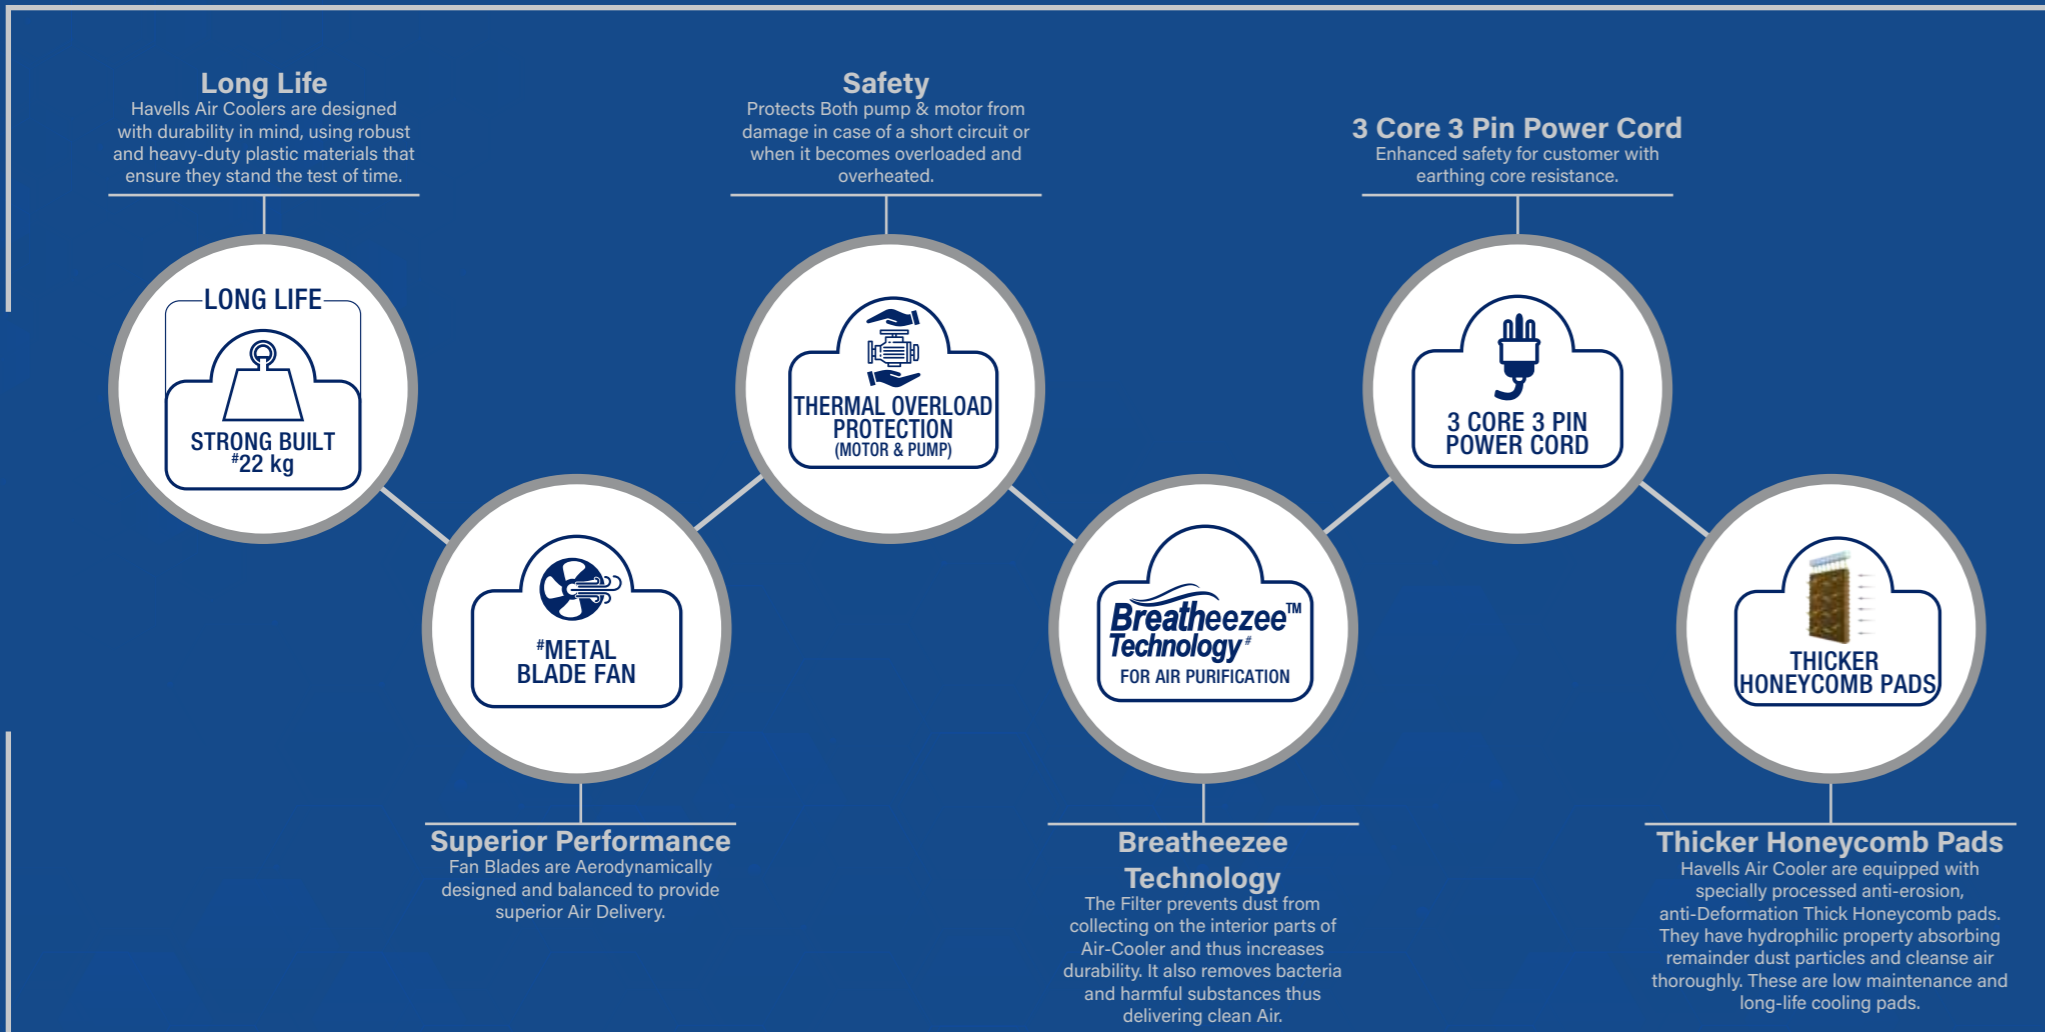 Long Life
Havells Air Coolers are designed
with durability in mind, using robust
and heavy-duty plastic materials that
ensure they stand the test of time.
LONG LIFE
STRONG BUILT
#22 kg
#METAL
BLADE FAN
Superior Performance
Fan Blades are Aerodynamically
designed and balanced to provide
superior Air Delivery.
Safety
Protects Both pump & motor from
damage in case of a short circuit or
when it becomes overloaded and
overheated.
THERMAL OVERLOAD
PROTECTION
(MOTOR & PUMP)
Breatheezee™
Technology#
FOR AIR PURIFICATION
Breatheezee
Technology
The Filter prevents dust from
collecting on the interior parts of
Air-Cooler and thus increases
durability. It also removes bacteria
and harmful substances thus
delivering clean Air.
3 Core 3 Pin Power Cord
Enhanced safety for customer with
earthing core resistance.
3 CORE 3 PIN
POWER CORD
THICKER
HONEYCOMB PADS
Thicker Honeycomb Pads
Havells Air Cooler are equipped with
specially processed anti-erosion,
anti-Deformation Thick Honeycomb pads.
They have hydrophilic property absorbing
remainder dust particles and cleanse air
thoroughly. These are low maintenance and
long-life cooling pads.